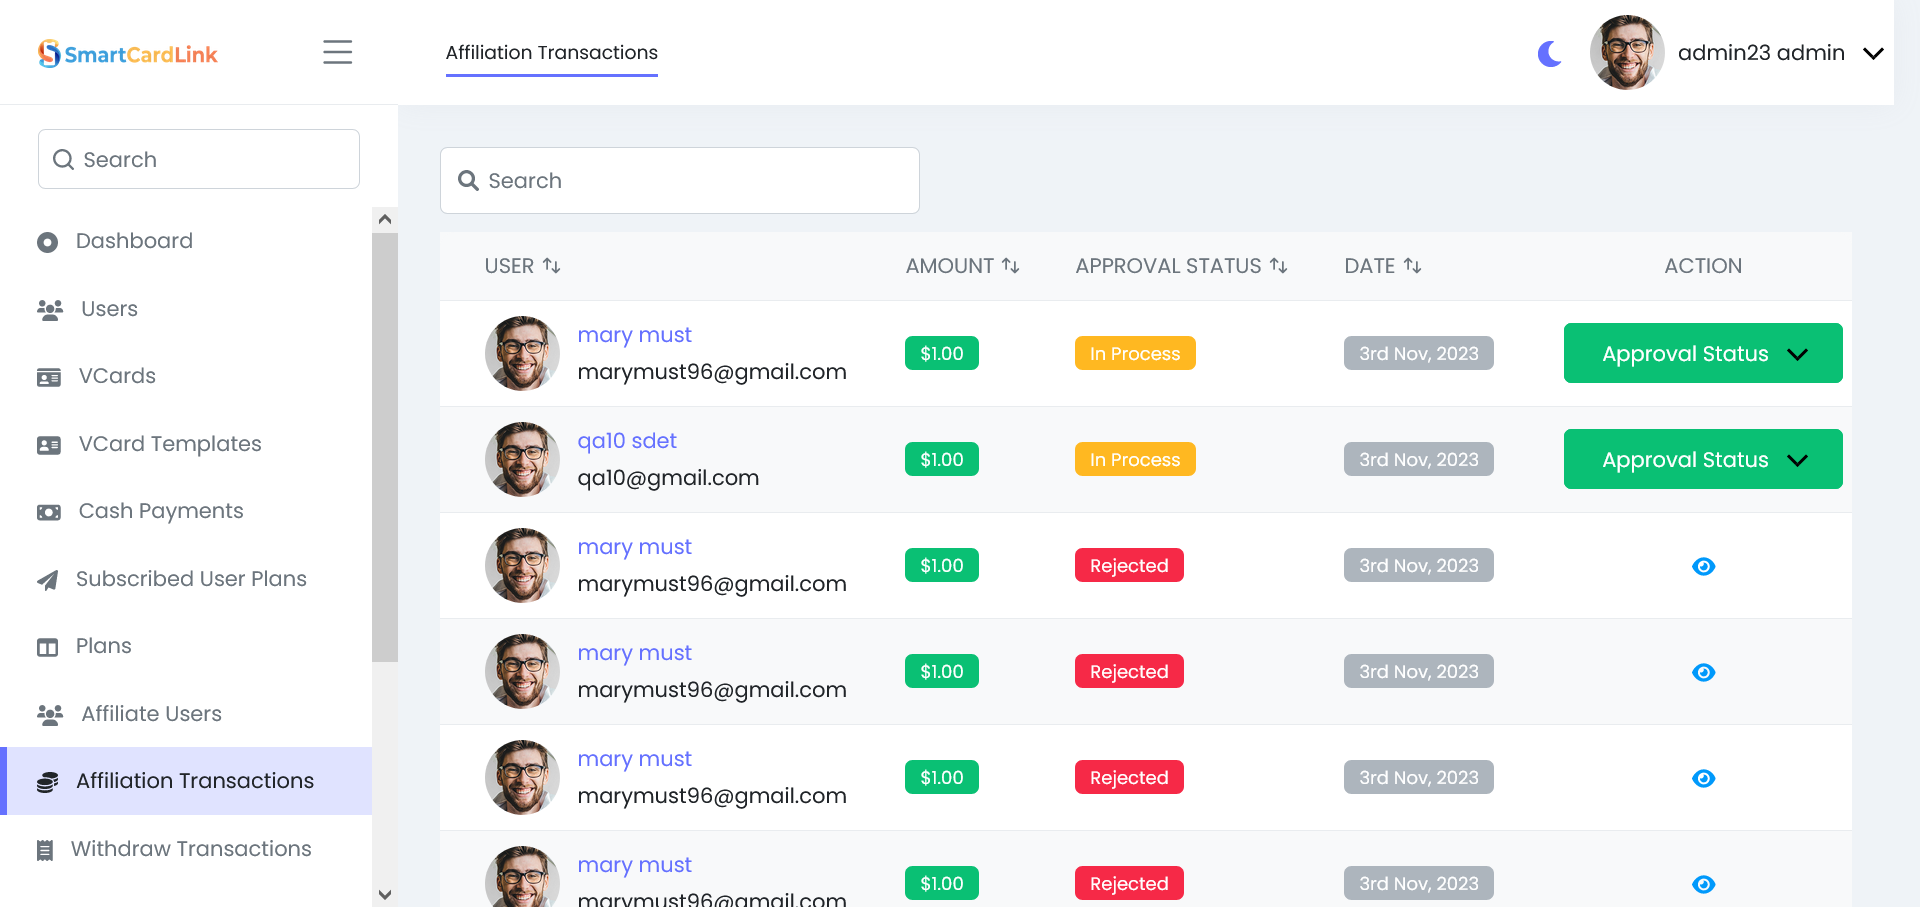 SmartCardLink
Affiliation Transactions
admin23 admin
Search
Dashboard
Users
VCards
VCard Templates
Cash Payments
Subscribed User Plans
Plans
Affiliate Users
Affiliation Transactions
Withdraw Transactions
Search
USER AMOUNT APPROVAL STATUS DATE ACTION
mary must
marymust96@gmail.com
$1.00 In Process 3rd Nov, 2023 Approval Status
qa10 sdet
qa10@gmail.com
$1.00 In Process 3rd Nov, 2023 Approval Status
mary must
marymust96@gmail.com
$1.00 Rejected 3rd Nov, 2023
mary must
marymust96@gmail.com
$1.00 Rejected 3rd Nov, 2023
mary must
marymust96@gmail.com
$1.00 Rejected 3rd Nov, 2023
mary must
marymust96@gmail.com
$1.00 Rejected 3rd Nov, 2023